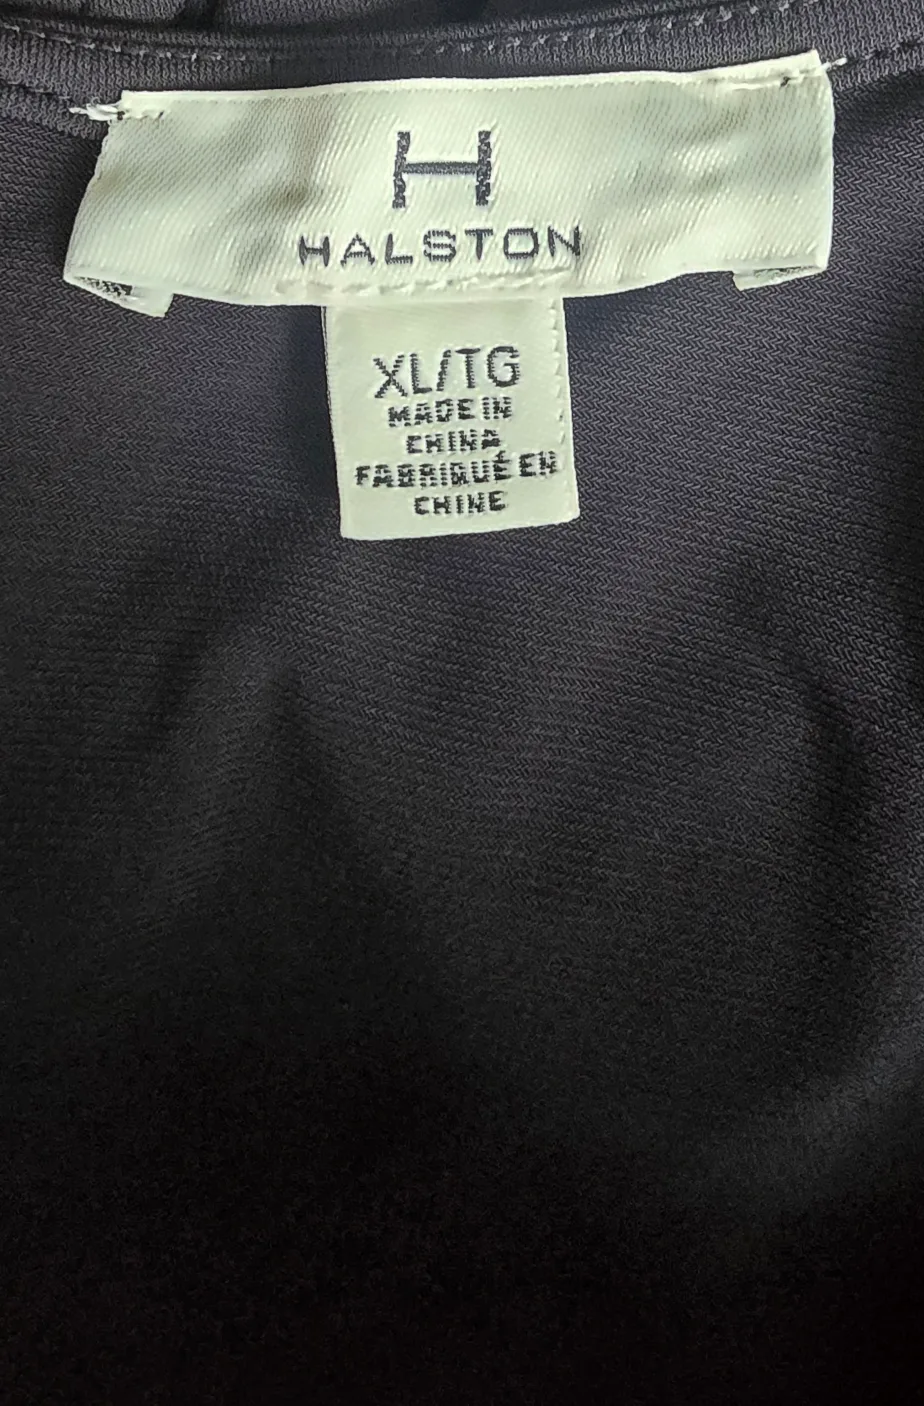 H
HALSTON
XL/TG
MADE IN
CHINA
FABRIQUÉ EN
CHINE